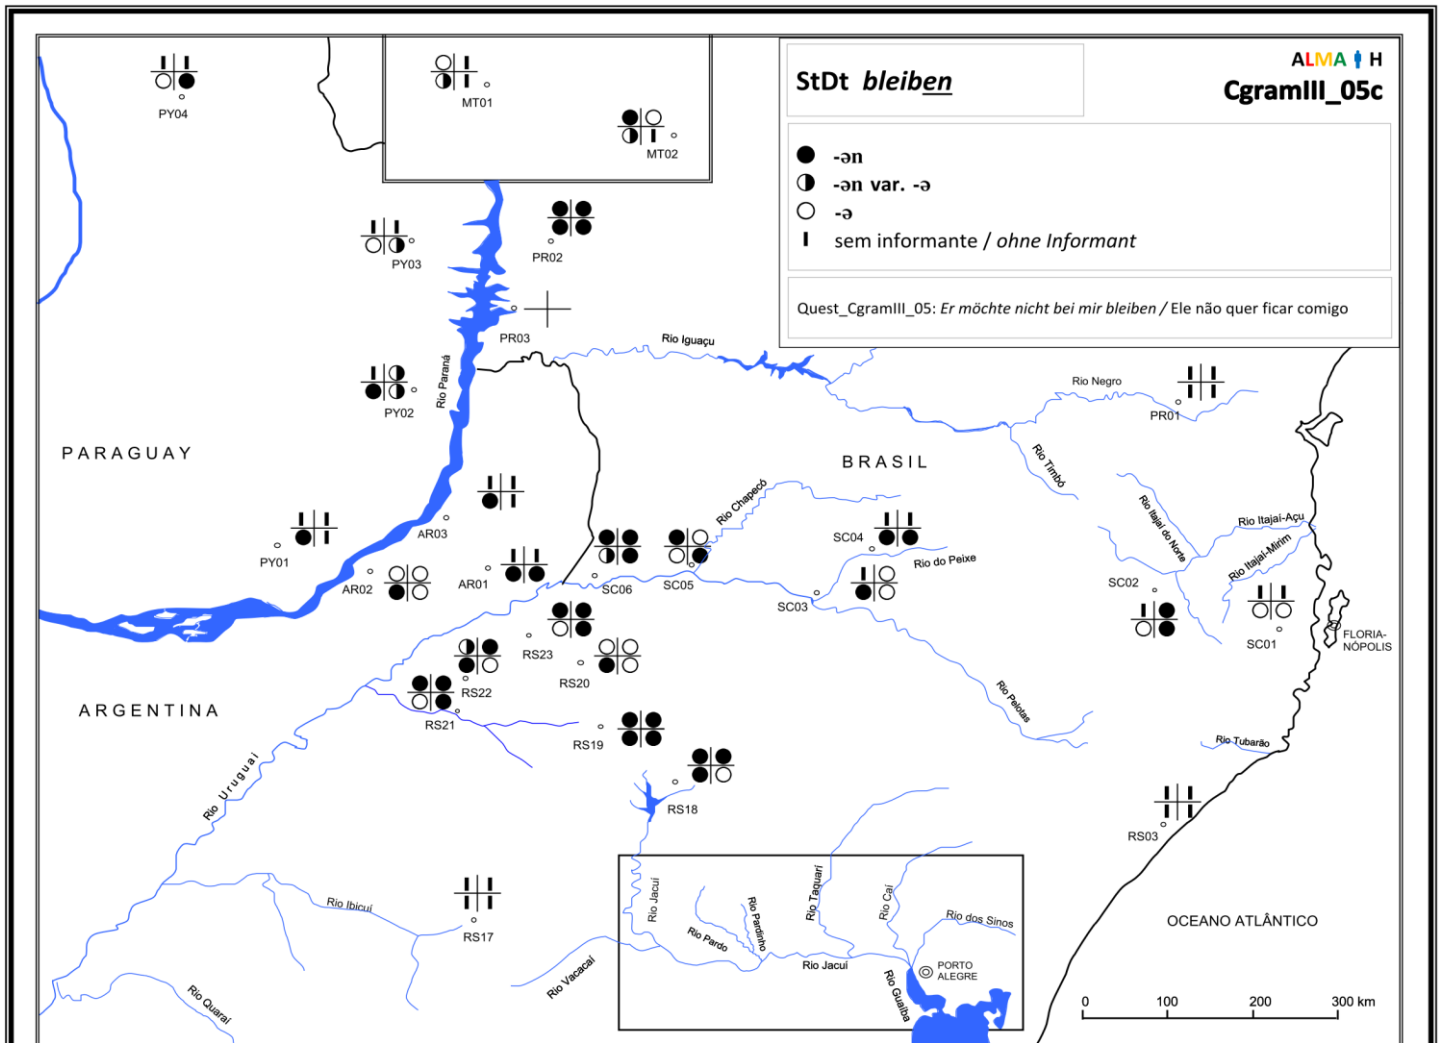 StDt bleiben
ALMA H
CgramIII_05c
-ən
-ən var. -ə
-ə
sem informante / ohne Informant
Quest_CgramIII_05: Er möchte nicht bei mir bleiben / Ele não quer ficar comigo
PY04
MT01
MT02
PY03
PR02
PR03
Rio Iguaçu
Rio Paraná
PY02
Rio Negro
PR01
PARAGUAY
BRASIL
Rio Timbó
Rio Chapecó
Rio Itajaí do Norte
Rio Itajaí-Açu
Rio Itajaí-Mirim
AR03
SC04
PY01
Rio do Peixe
AR02
AR01
SC06
SC05
SC03
SC02
SC01
FLORIA-
NÓPOLIS
RS23
RS20
RS22
RS21
Rio Pelotas
ARGENTINA
RS19
Rio Tubarão
Rio Uruguai
RS18
RS03
Rio Jacuí
Rio Taquari
Rio Caí
Rio Ibicuí
Rio Pardinho
Rio dos Sinos
OCEANO ATLÂNTICO
RS17
Rio Pardo
Rio Jacuí
PORTO
ALEGRE
Rio Vacacaí
Rio Guaíba
Rio Quaraí
0 100 200 300 km